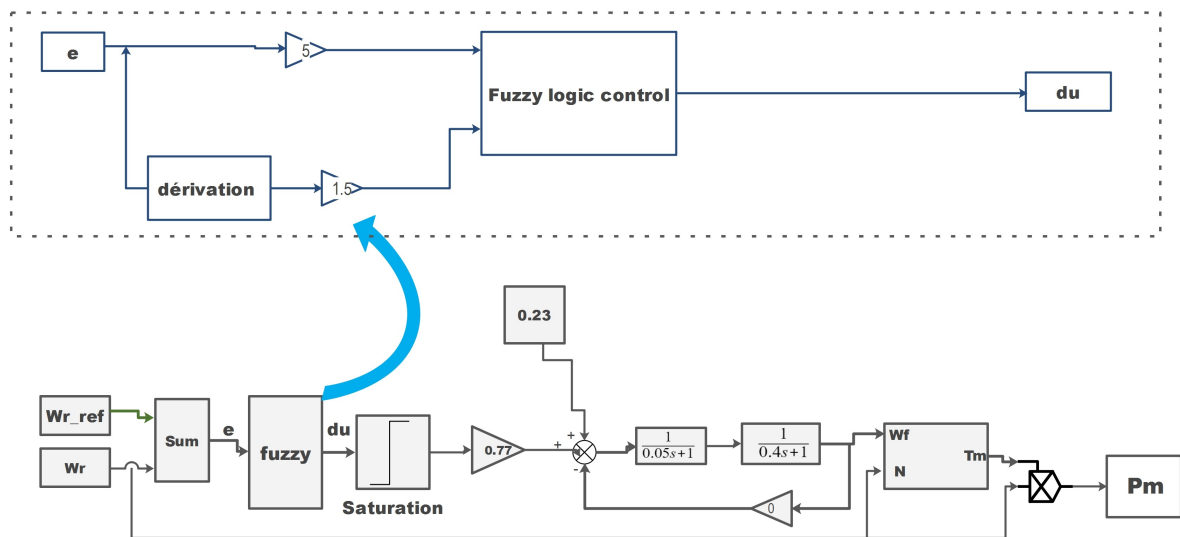 e
5
Fuzzy logic control
du
dérivation
1.5
0.23
Wr_ref
Wr
Sum
e
fuzzy
du
Saturation
0.77
+
+
-
1
0.05s+1
1
0.4s+1
0
Wf
N
Tm
Pm